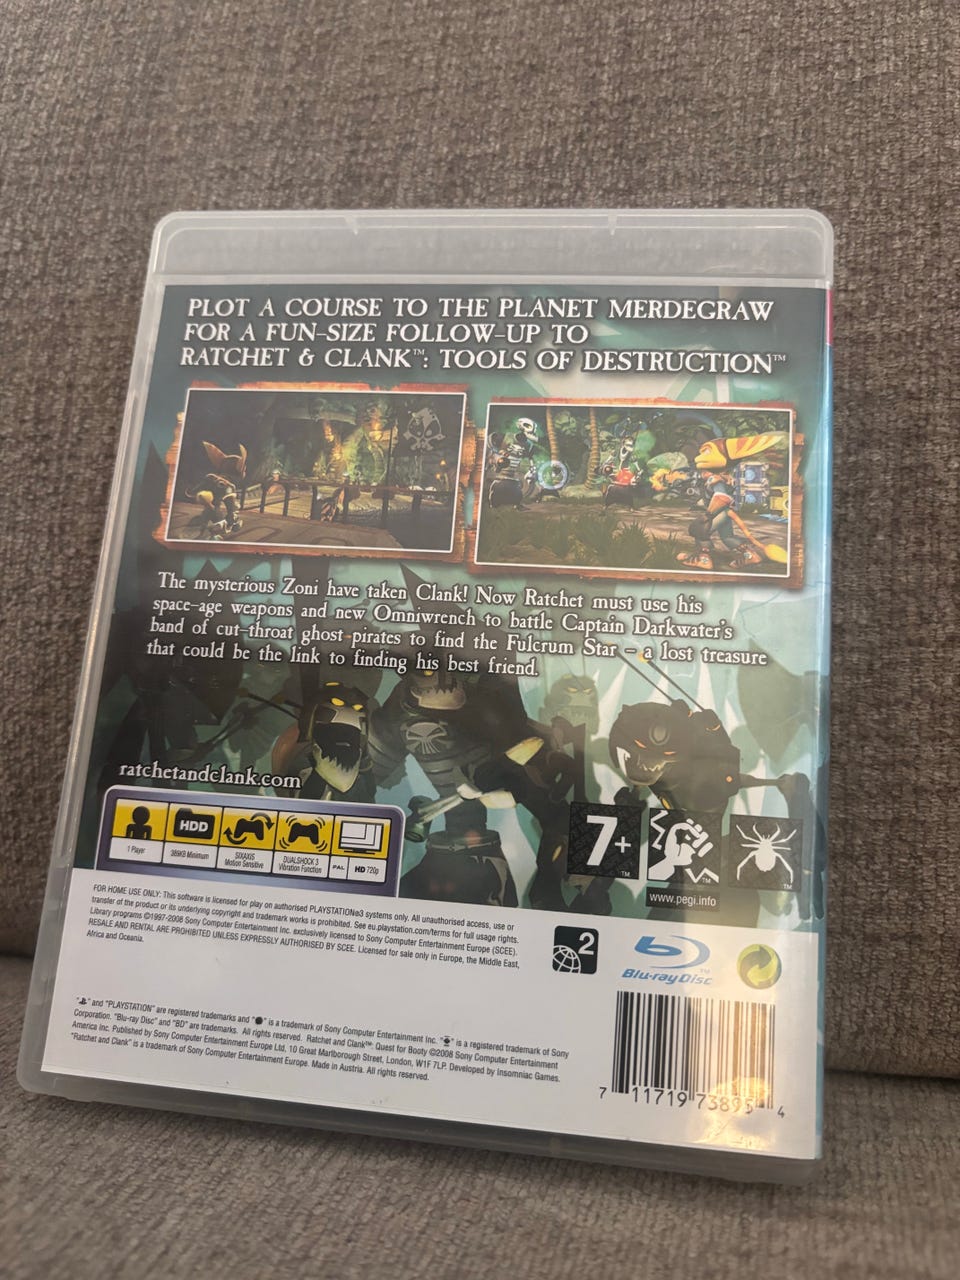 PLOT A COURSE TO THE PLANET MERDEGRAW
FOR A FUN-SIZE FOLLOW-UP TO
RATCHET & CLANK™: TOOLS OF DESTRUCTION™
The mysterious Zoni have taken Clank! Now Ratchet must use his
space-age weapons and new Omniwrench to battle Captain Darkwater's
band of cut-throat ghost-pirates to find the Fulcrum Star – a lost treasure
that could be the link to finding his best friend.
ratchetandclank.com
HDD
1 Player
389KB Minimum
SIXAXIS
Motion Sensitive
DUALSHOCK 3
Vibration Function
PAL
HD 720p
7+™
™
™
www.pegi.info
FOR HOME USE ONLY: This software is licensed for play on authorised PLAYSTATION®3 systems only. All unauthorised access, use or
transfer of the product or its underlying copyright and trademark works is prohibited. See eu.playstation.com/terms for full usage rights.
Library programs ©1997-2008 Sony Computer Entertainment Inc. exclusively licensed to Sony Computer Entertainment Europe (SCEE).
RESALE AND RENTAL ARE PROHIBITED UNLESS EXPRESSLY AUTHORISED BY SCEE. Licensed for sale only in Europe, the Middle East,
Africa and Oceania.
2
Blu-ray Disc™
" " and "PLAYSTATION" are registered trademarks and " " is a trademark of Sony Computer Entertainment Inc. " " is a registered trademark of Sony
Corporation. "Blu-ray Disc" and "BD" are trademarks. All rights reserved. Ratchet and Clank™: Quest for Booty ©2008 Sony Computer Entertainment
America Inc. Published by Sony Computer Entertainment Europe Ltd, 10 Great Marlborough Street, London, W1F 7LP. Developed by Insomniac Games.
"Ratchet and Clank" is a trademark of Sony Computer Entertainment Europe. Made in Austria. All rights reserved.
7 11719 73895 4